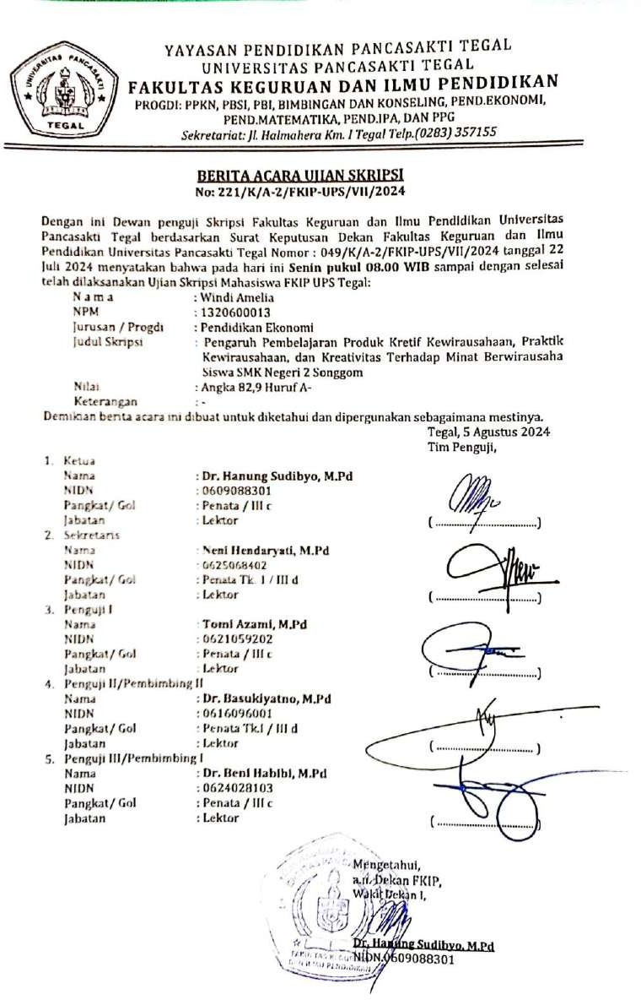 UNIVERSITAS PANCASAKTI
TEGAL
YAYASAN PENDIDIKAN PANCASAKTI TEGAL
UNIVERSITAS PANCASAKTI TEGAL
FAKULTAS KEGURUAN DAN ILMU PENDIDIKAN
PROGDI: PPKN, PBSI, PBI, BIMBINGAN DAN KONSELING, PEND.EKONOMI,
PEND.MATEMATIKA, PEND.IPA, DAN PPG
Sekretariat: Jl. Halmahera Km. I Tegal Telp.(0283) 357155
BERITA ACARA UJIAN SKRIPSI
No: 221/K/A-2/FKIP-UPS/VII/2024
Dengan ini Dewan penguji Skripsi Fakultas Keguruan dan Ilmu Pendidikan Universitas
Pancasakti Tegal berdasarkan Surat Keputusan Dekan Fakultas Keguruan dan Ilmu
Pendidikan Universitas Pancasakti Tegal Nomor : 049/K/A-2/FKIP-UPS/VII/2024 tanggal 22
Juli 2024 menyatakan bahwa pada hari ini Senin pukul 08.00 WIB sampai dengan selesai
telah dilaksanakan Ujian Skripsi Mahasiswa FKIP UPS Tegal:
N a m a : Windi Amelia
NPM : 1320600013
Jurusan / Progdi : Pendidikan Ekonomi
Judul Skripsi : Pengaruh Pembelajaran Produk Kretif Kewirausahaan, Praktik
Kewirausahaan, dan Kreativitas Terhadap Minat Berwirausaha
Siswa SMK Negeri 2 Songgom
Nilai : Angka 82,9 Huruf A-
Keterangan : -
Demikian berita acara ini dibuat untuk diketahui dan dipergunakan sebagaimana mestinya.
Tegal, 5 Agustus 2024
Tim Penguji,
1. Ketua
Nama : Dr. Hanung Sudibyo, M.Pd
NIDN : 0609088301
Pangkat/ Gol : Penata / III c
Jabatan : Lektor (..............................)
2. Sekretaris
Nama : Neni Hendaryati, M.Pd
NIDN : 0625068402
Pangkat/ Gol : Penata Tk. I / III d
Jabatan : Lektor (..............................)
3. Penguji I
Nama : Tomi Azami, M.Pd
NIDN : 0621059202
Pangkat/ Gol : Penata / III c
Jabatan : Lektor (..............................)
4. Penguji II/Pembimbing II
Nama : Dr. Basukiyatno, M.Pd
NIDN : 0616096001
Pangkat/ Gol : Penata Tk.I / III d
Jabatan : Lektor (..............................)
5. Penguji III/Pembimbing I
Nama : Dr. Beni Habibi, M.Pd
NIDN : 0624028103
Pangkat/ Gol : Penata / III c
Jabatan : Lektor (..............................)
Mengetahui,
a.n. Dekan FKIP,
Wakil Dekan I,
Dr. Hanung Sudibyo, M.Pd
NIDN.0609088301
DAN ILMU PENDIDIKAN